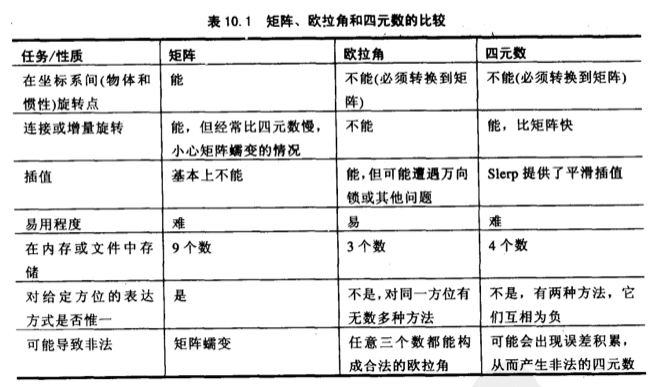 表 10.1 矩阵、欧拉角和四元数的比较
任务/性质 矩阵 欧拉角 四元数
在坐标系间(物体和 能 不能(必须转换到矩 不能(必须转换到矩阵)
惯性)旋转点 阵)
连接或增量旋转 能，但经常比四元数慢， 不能 能，比矩阵快
小心矩阵蠕变的情况
插值 基本上不能 能，但可能遭遇万向 Slerp 提供了平滑插值
锁或其他问题
易用程度 难 易 难
在内存或文件中存 9 个数 3 个数 4 个数
储
对给定方位的表达 是 不是，对同一方位有 不是，有两种方法，它
方式是否惟一 无数多种方法 们互相为负
可能导致非法 矩阵蠕变 任意三个数都能构 可能会出现误差积累，
成合法的欧拉角 从而产生非法的四元数